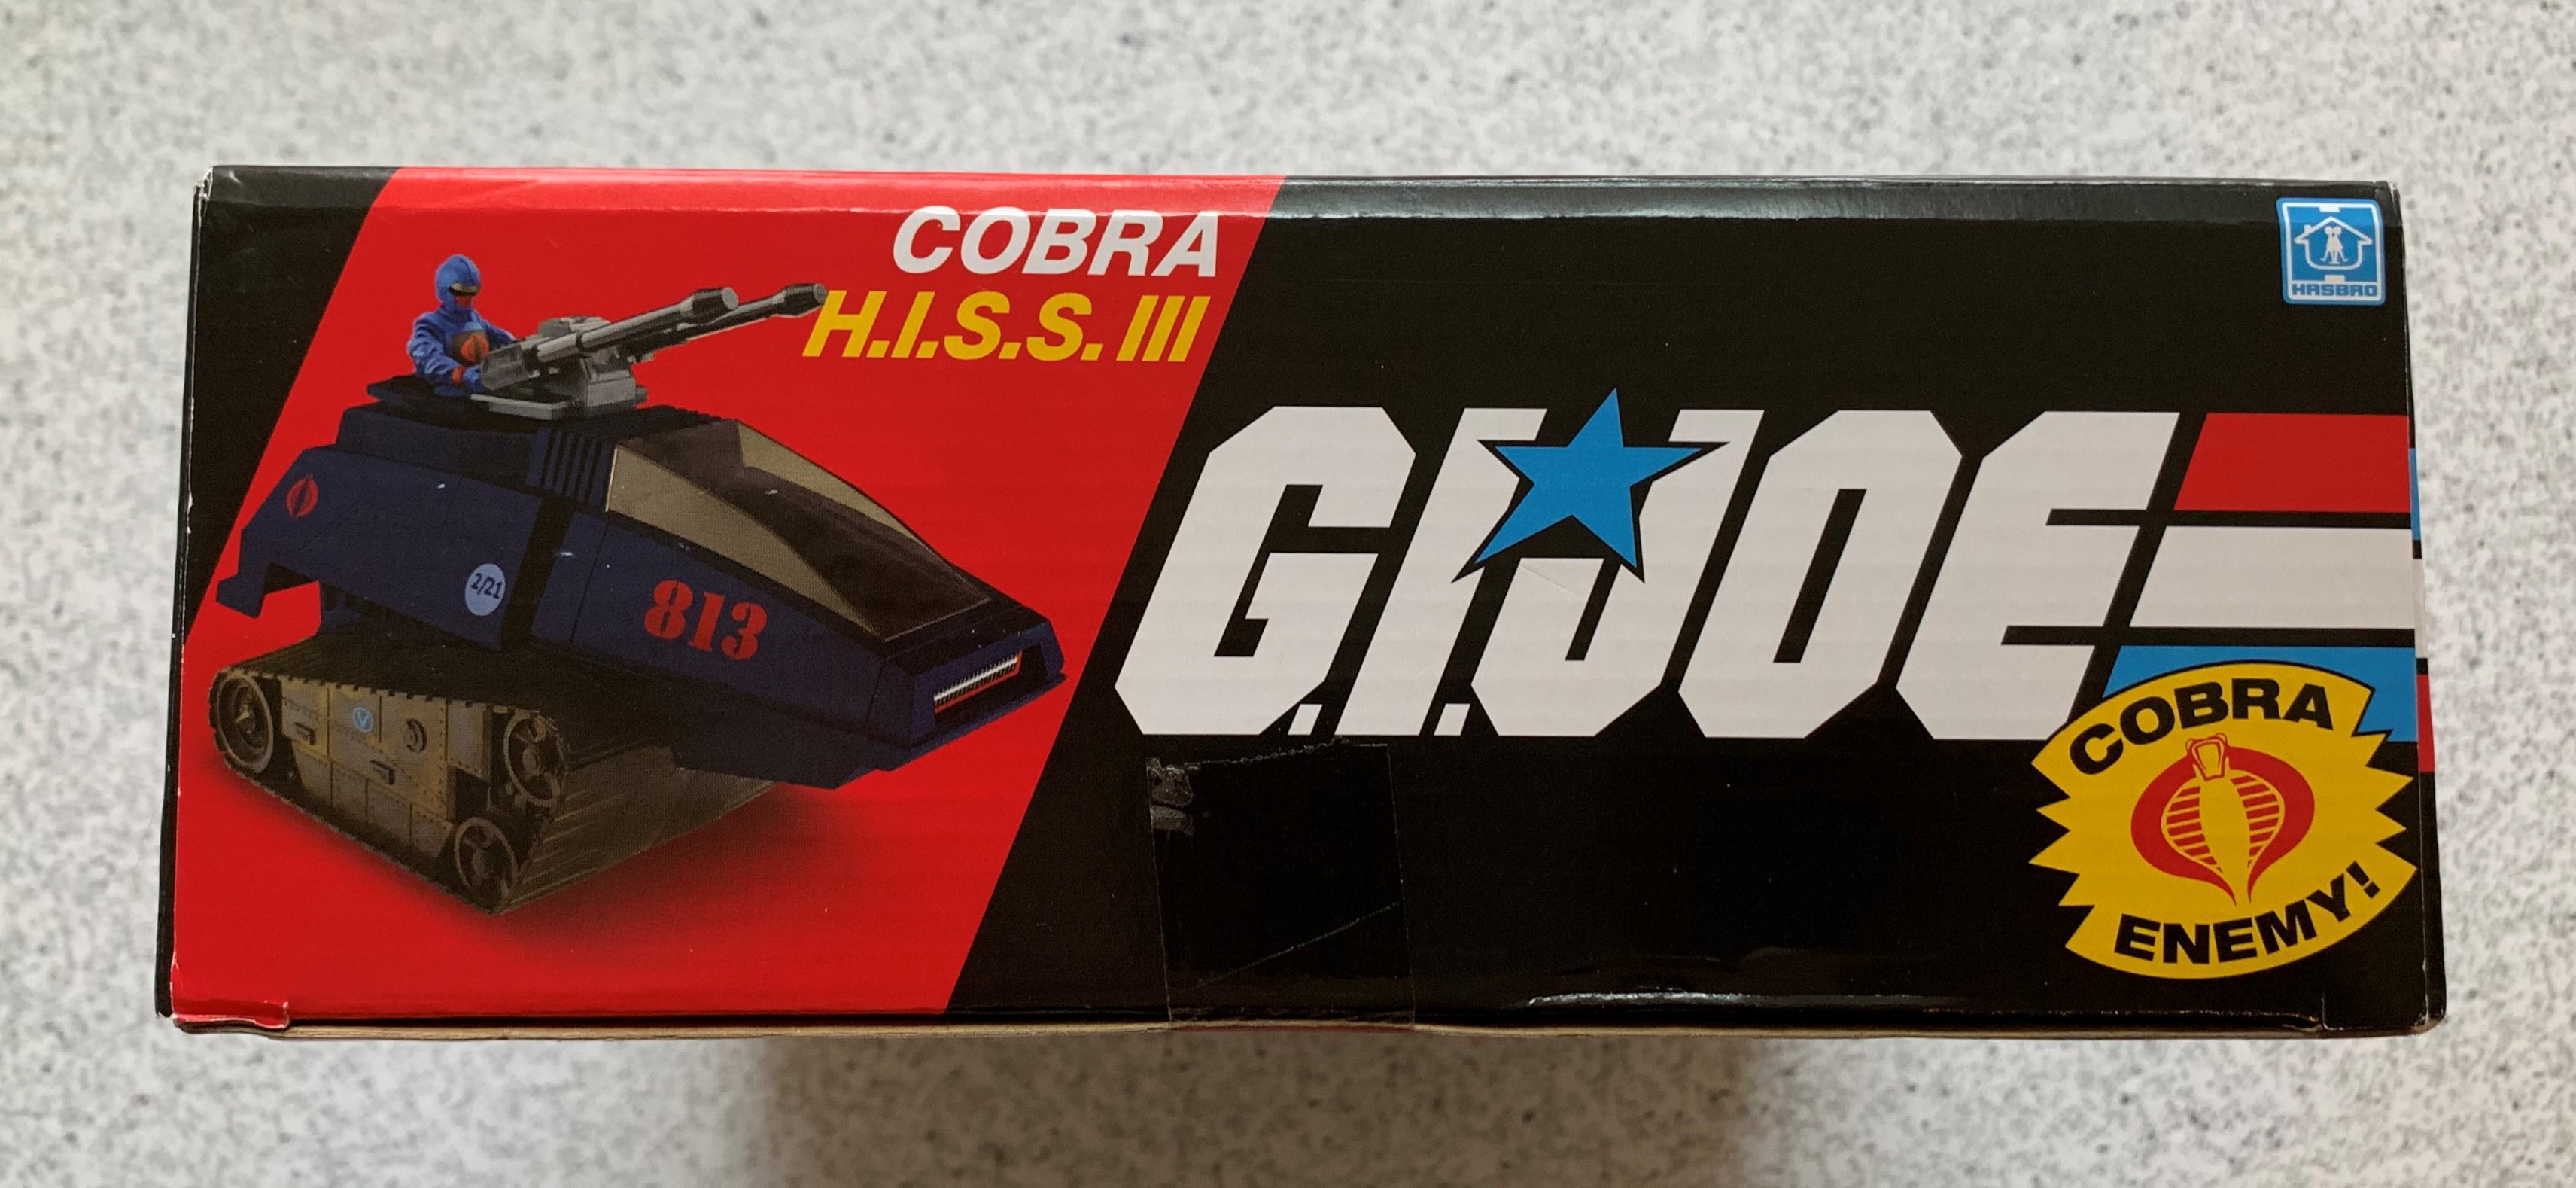 COBRA
H.I.S.S. III
HASBRO
G.I. JOE
2/21
813
V
COBRA
ENEMY!